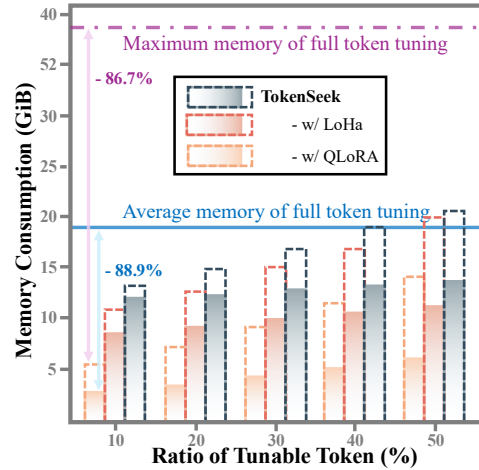 40
Maximum memory of full token tuning
52
- 86.7%
TokenSeek
30
- w/ LoHa
- w/ QLoRA
20
Average memory of full token tuning
15
- 88.9%
10
5
10 20 30 40 50
Ratio of Tunable Token (%)
Memory Consumption (GiB)